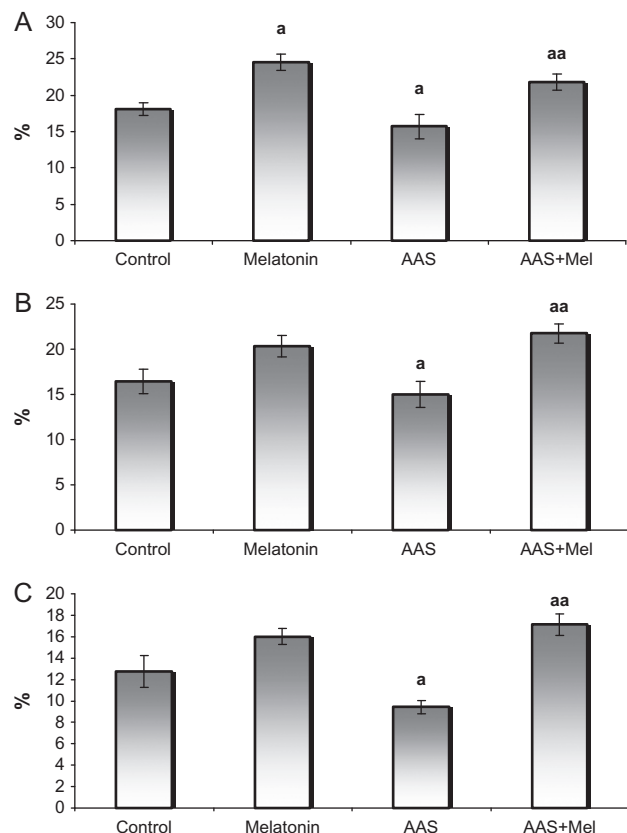 A
30
25
20
15
10
5
0
%
a
a
aa
Control Melatonin AAS AAS+Mel
B
25
20
15
10
5
0
%
a
aa
Control Melatonin AAS AAS+Mel
C
20
18
16
14
12
10
8
6
4
2
0
%
a
aa
Control Melatonin AAS AAS+Mel